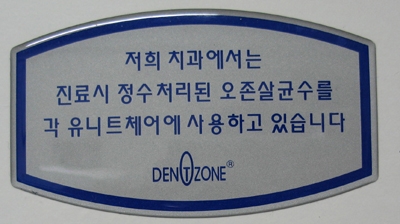 저희 치과에서는
진료시 정수처리된 오존살균수를
각 유니트체어에 사용하고 있습니다
DENTZONE®